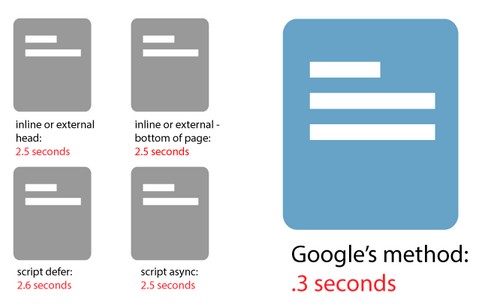 inline or external
head:
2.5 seconds
inline or external -
bottom of page:
2.5 seconds
script defer:
2.6 seconds
script async:
2.5 seconds
Google's method:
.3 seconds